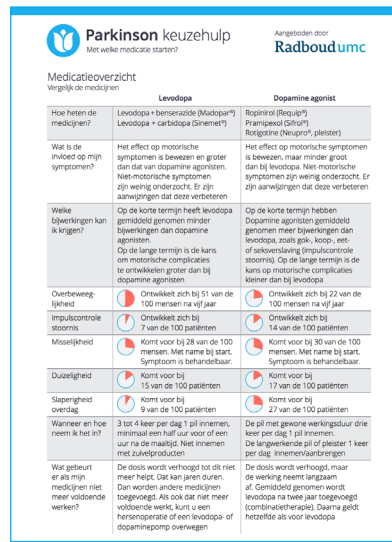 Parkinson keuzehulp
Met welke medicatie starten?
Aangeboden door
Radboudumc
Medicatieoverzicht
Vergelijk de medicijnen
Levodopa
Dopamine agonist
Hoe heten de
medicijnen?
Levodopa + benserazide (Madopar®)
Levodopa + carbidopa (Sinemet®)
Ropinirol (Requip®)
Pramipexol (Sifrol®)
Rotigotine (Neupro®, pleister)
Wat is de
invloed op mijn
symptomen?
Het effect op motorische
symptomen is bewezen en groter
dan dat van dopamine agonisten.
Niet-motorische symptomen
zijn weinig onderzocht. Er zijn
aanwijzingen dat deze verbeteren
Het effect op motorische symptomen
is bewezen, maar minder groot
dan bij levodopa. Niet-motorische
symptomen zijn weinig onderzocht. Er
zijn aanwijzingen dat deze verbeteren
Welke
bijwerkingen kan
ik krijgen?
Op de korte termijn heeft levodopa
gemiddeld genomen minder
bijwerkingen dan dopamine
agonisten.
Op de lange termijn is de kans
om motorische complicaties
te ontwikkelen groter dan bij
dopamine agonisten
Op de korte termijn hebben
Dopamine agonisten gemiddeld
genomen meer bijwerkingen dan
levodopa, zoals gok-, koop-, eet-
of seksverslaving (impulscontrole
stoornis). Op de lange termijn is de
kans op motorische complicaties
kleiner dan bij levodopa
Overbeweeg-
lijkheid
Ontwikkelt zich bij 51 van de
100 mensen na vijf jaar
Ontwikkelt zich bij 22 van de
100 mensen na vijf jaar
Impulscontrole
stoornis
Ontwikkelt zich bij
7 van de 100 patiënten
Ontwikkelt zich bij
14 van de 100 patiënten
Misselijkheid
Komt voor bij 28 van de 100
mensen. Met name bij start.
Symptoom is behandelbaar.
Komt voor bij 30 van de 100
mensen. Met name bij start.
Symptoom is behandelbaar.
Duizeligheid
Komt voor bij
15 van de 100 patiënten
Komt voor bij
17 van de 100 patiënten
Slaperigheid
overdag
Komt voor bij
9 van de 100 patiënten
Komt voor bij
27 van de 100 patiënten
Wanneer en hoe
neem ik het in?
3 tot 4 keer per dag 1 pil innemen,
minimaal een half uur voor of een
uur na de maaltijd. Niet innemen
met zuivelproducten
De pil met gewone werkingsduur drie
keer per dag 1 pil innemen.
De langwerkende pil of pleister 1 keer
per dag innemen/aanbrengen
Wat gebeurt
er als mijn
medicijnen niet
meer voldoende
werken?
De dosis wordt verhoogd tot dit niet
meer helpt. Dat kan jaren duren.
Dan worden andere medicijnen
toegevoegd. Als ook dat niet meer
voldoende werkt, kunt u een
hersenoperatie of een levodopa- of
dopaminepomp overwegen
De dosis wordt verhoogd, maar
de werking neemt langzaam
af. Gemiddeld genomen wordt
levodopa na twee jaar toegevoegd
(combinatietherapie). Daarna geldt
hetzelfde als voor levodopa